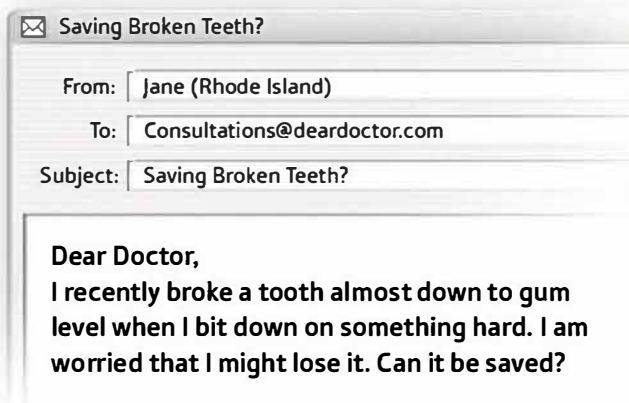 Saving Broken Teeth?
From: Jane (Rhode Island)
To: Consultations@deardoctor.com
Subject: Saving Broken Teeth?
Dear Doctor,
I recently broke a tooth almost down to gum
level when I bit down on something hard. I am
worried that I might lose it. Can it be saved?